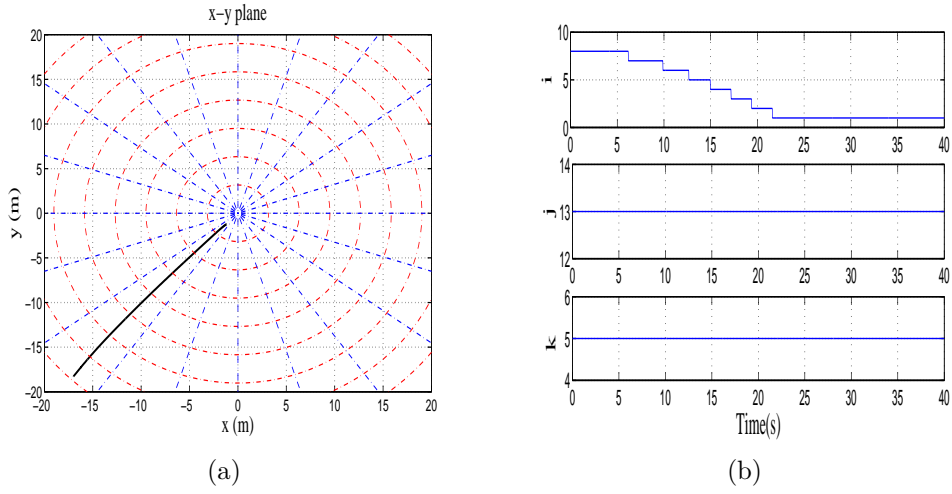 x−y plane
20
15
10
5
0
−5
−10
−15
−20
y (m)
−20 −15 −10 −5 0 5 10 15 20
x (m)
(a)
10
5
0
i
0 5 10 15 20 25 30 35 40
14
13
12
j
0 5 10 15 20 25 30 35 40
6
5
4
k
0 5 10 15 20 25 30 35 40
Time(s)
(b)